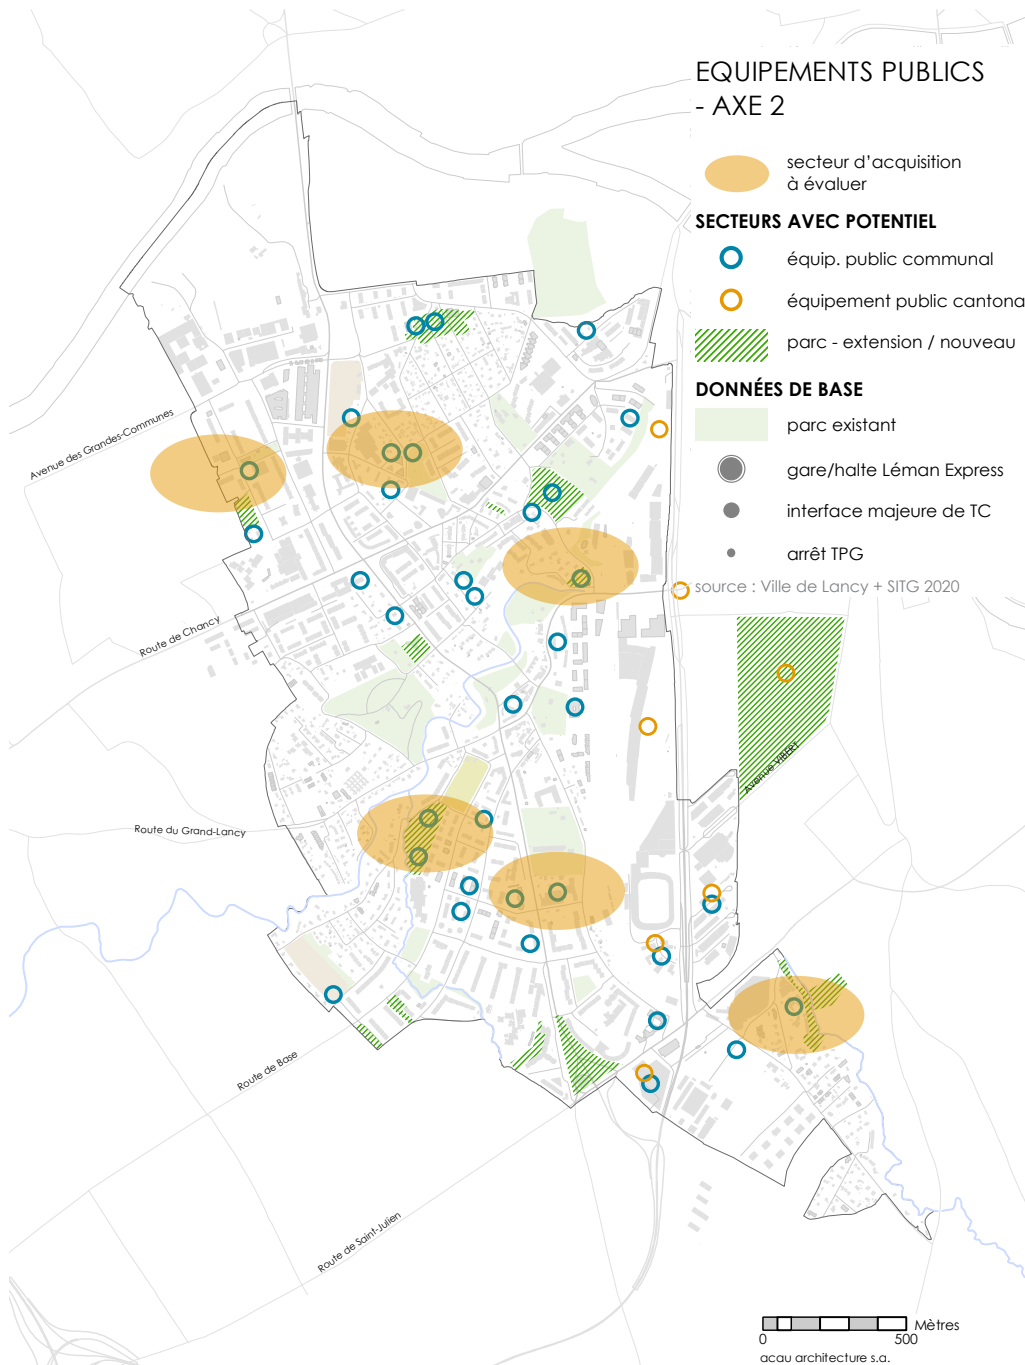 EQUIPEMENTS PUBLICS
- AXE 2
secteur d'acquisition
à évaluer
SECTEURS AVEC POTENTIEL
équip. public communal
équipement public cantona
parc - extension / nouveau
DONNÉES DE BASE
parc existant
gare/halte Léman Express
interface majeure de TC
arrêt TPG
source : Ville de Lancy + SITG 2020
Avenue des Grandes-Communes
Route de Chancy
Avenue VIBERT
Route du Grand-Lancy
Route de Base
Route de Saint-Julien
Mètres
0 500
acau architecture s.a.